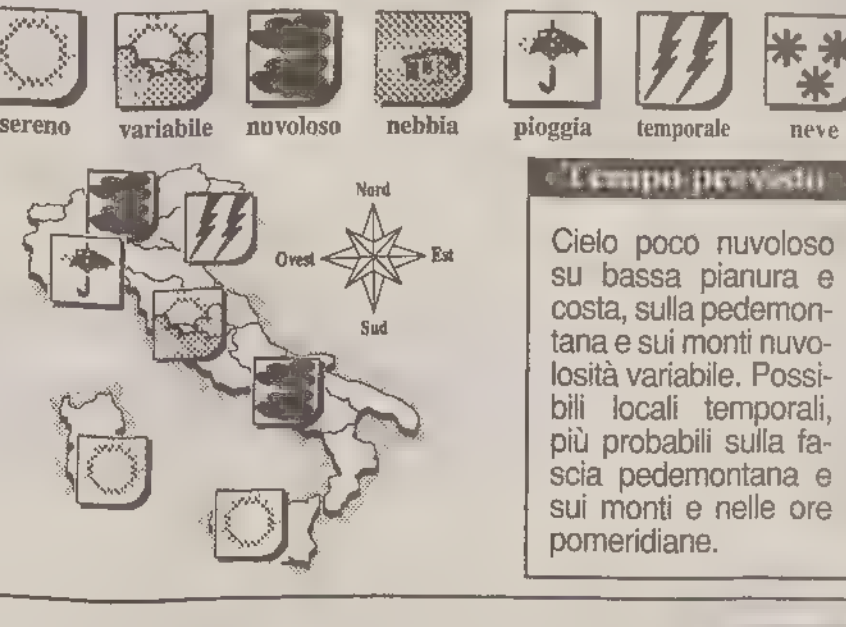 sereno variabile nuvoloso nebbia pioggia temporale neve
Nord
Ovest Est
Sud
Tempo previsto
Cielo poco nuvoloso
su bassa pianura e
costa, sulla pedemon-
tana e sui monti nuvo-
losità variabile. Possi-
bili locali temporali,
più probabili sulla fa-
scia pedemontana e
sui monti e nelle ore
pomeridiane.